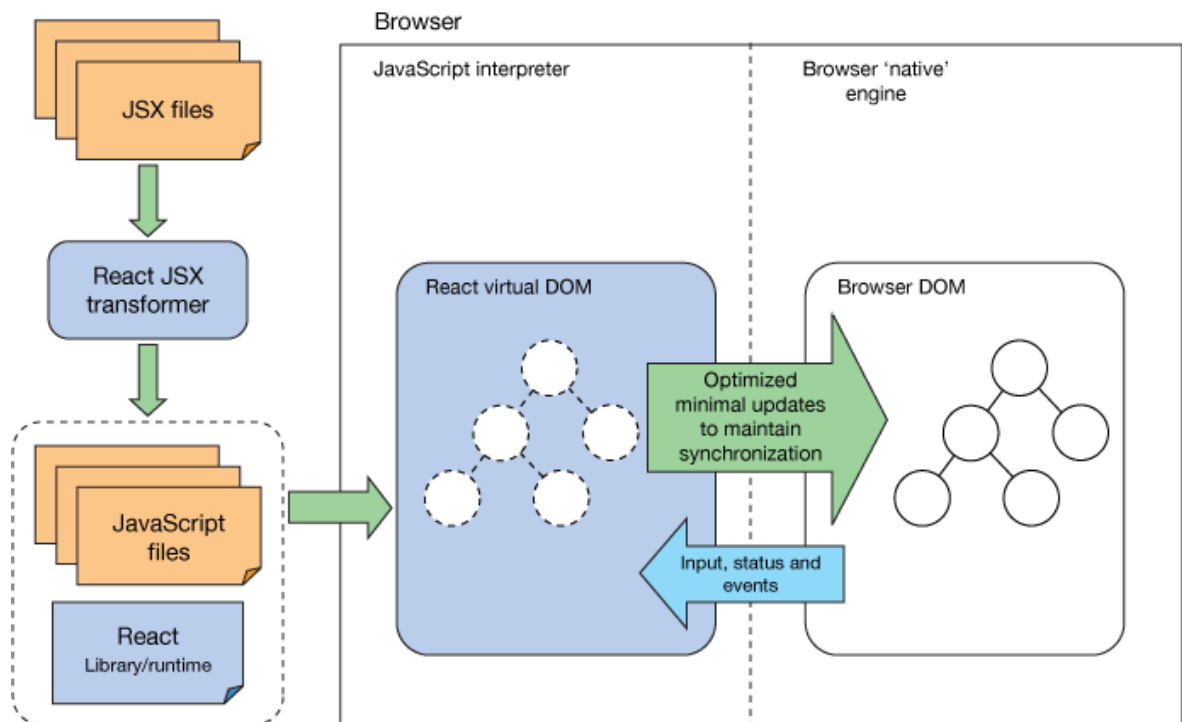 Browser
JSX files
JavaScript interpreter
Browser ‘native’
engine
React JSX
transformer
React virtual DOM
Browser DOM
Optimized
minimal updates
to maintain
synchronization
JavaScript
files
Input, status and
events
React
Library/runtime